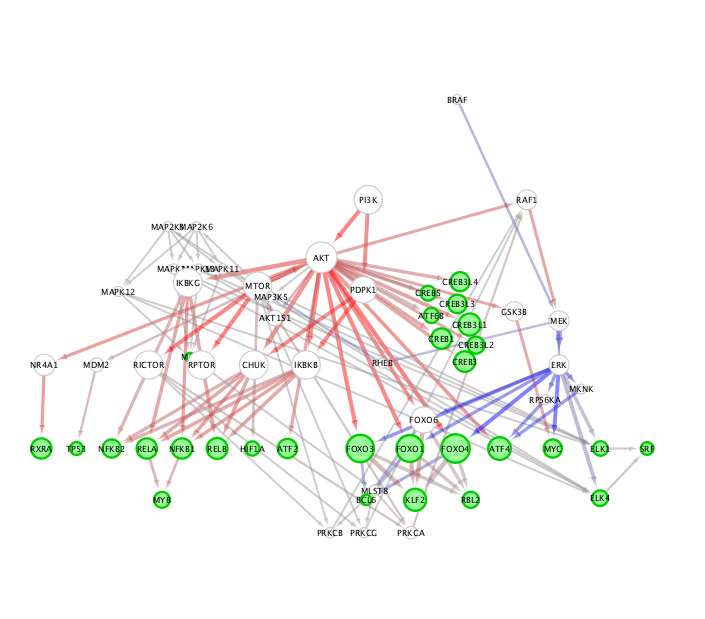 BRAF
PI3K
RAF1
MAP2K3
MAP2K6
AKT
MAPK11
IKBKG
MTOR
MAP3K5
PDPK1
CREB3L4
CREB5
CREB3L3
MAPK12
AKT1S1
ATF6B
GSK3B
CREB3L1
MEK
CREB1
CREB3L2
NR4A1
MDM2
RICTOR
RPTOR
CHUK
IKBKB
RHEB
CREB3
ERK
MKNK
RPS6KA
FOXO6
RXRA
TP53
NFKB2
RELA
NFKB1
RELB
HIF1A
ATF2
FOXO3
FOXO1
FOXO4
ATF4
MYC
ELK1
SRF
MYB
MLST8
BCL6
KLF2
RBL2
ELK4
PRKCB
PRKCG
PRKCA